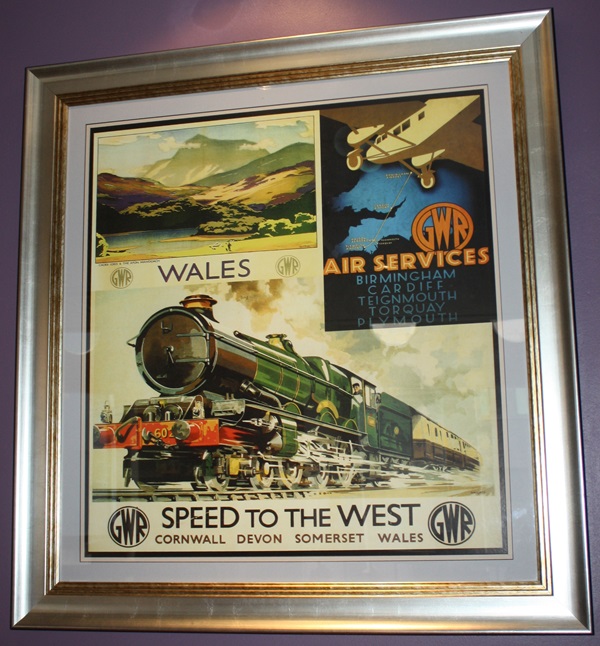 GWR
WALES
GWR
GWR
AIR SERVICES
BIRMINGHAM
CARDIFF
TEIGNMOUTH
TORQUAY
PLYMOUTH
GWR
SPEED TO THE WEST
CORNWALL DEVON SOMERSET WALES
GWR